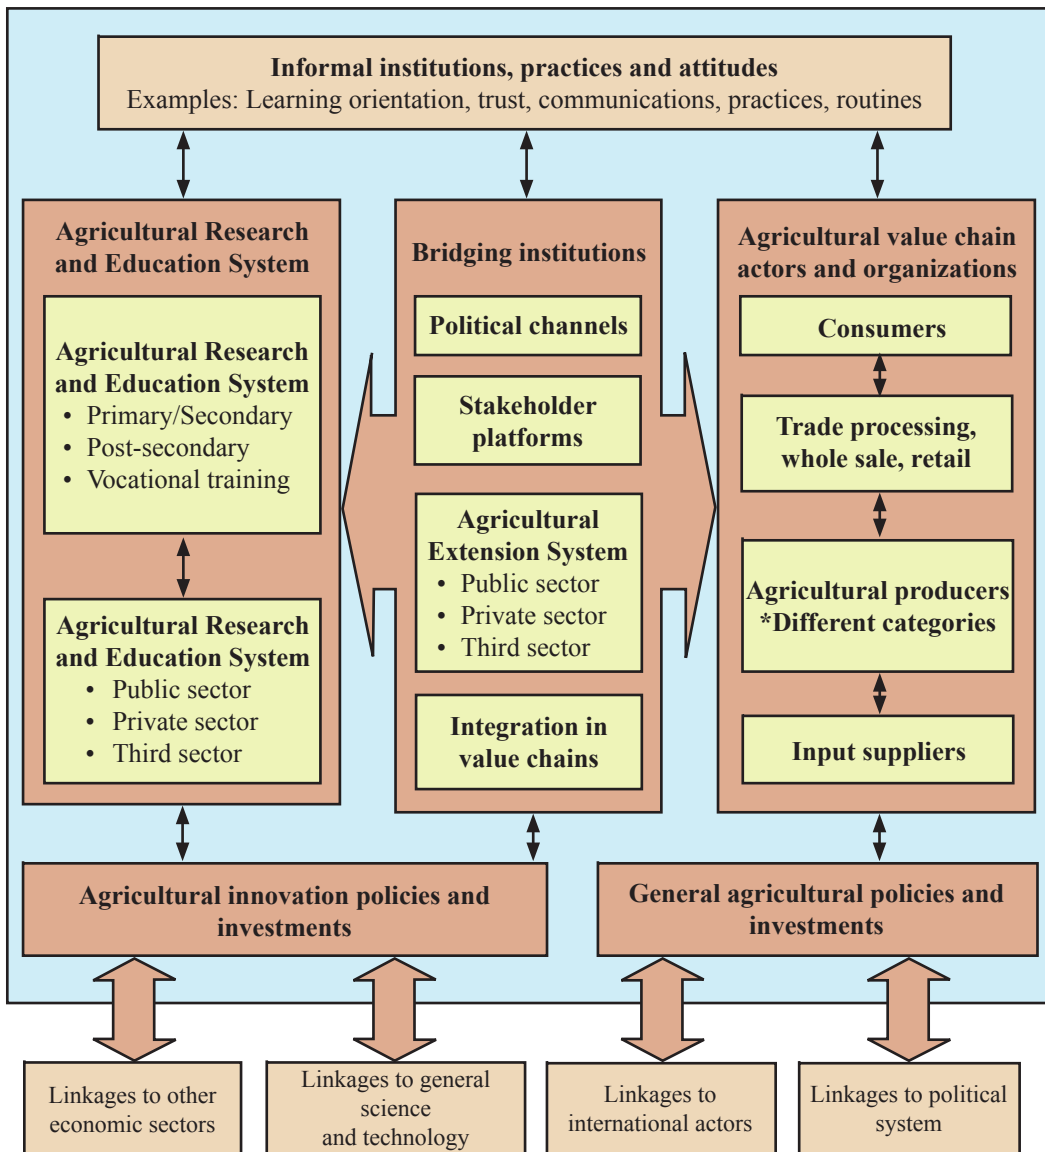 Informal institutions, practices and attitudes
Examples: Learning orientation, trust, communications, practices, routines
Agricultural Research
and Education System
Agricultural Research
and Education System
• Primary/Secondary
• Post-secondary
• Vocational training
Agricultural Research
and Education System
• Public sector
• Private sector
• Third sector
Bridging institutions
Political channels
Stakeholder
platforms
Agricultural
Extension System
• Public sector
• Private sector
• Third sector
Integration in
value chains
Agricultural value chain
actors and organizations
Consumers
Trade processing,
whole sale, retail
Agricultural producers
*Different categories
Input suppliers
Agricultural innovation policies and
investments
General agricultural policies and
investments
Linkages to other
economic sectors
Linkages to general
science
and technology
Linkages to
international actors
Linkages to political
system